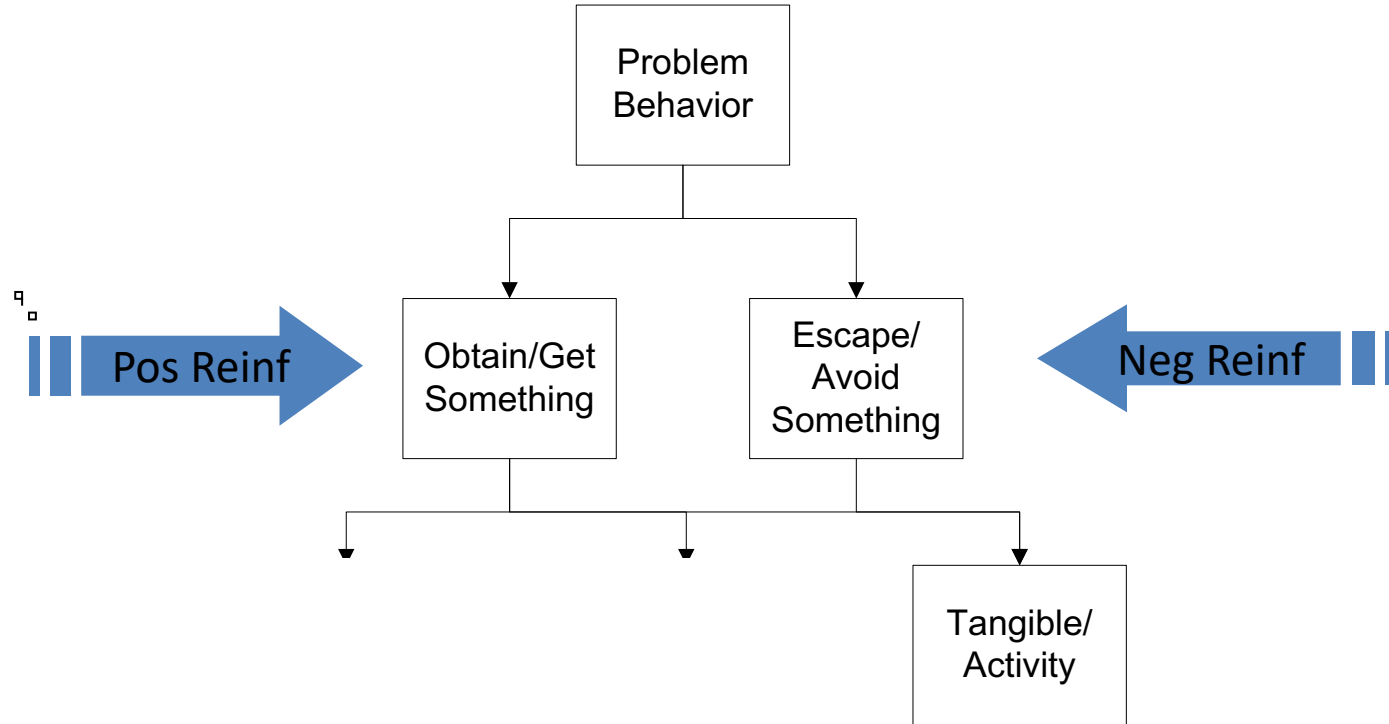 Problem
Behavior
Pos Reinf
Obtain/Get
Something
Escape/
Avoid
Something
Neg Reinf
Tangible/
Activity